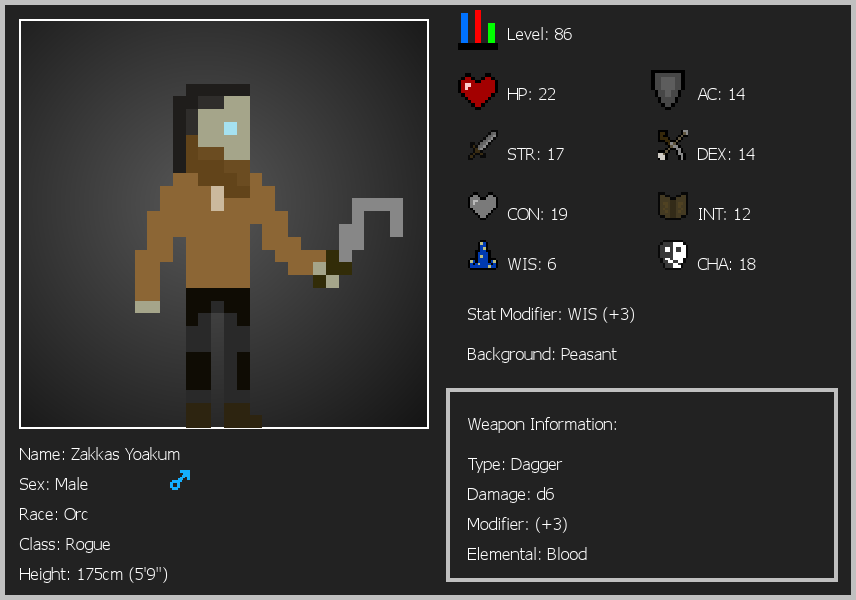 Level: 86
HP: 22
AC: 14
STR: 17
DEX: 14
CON: 19
INT: 12
WIS: 6
CHA: 18
Stat Modifier: WIS (+3)
Background: Peasant
Weapon Information:
Type: Dagger
Damage: d6
Modifier: (+3)
Elemental: Blood
Name: Zakkas Yoakum
Sex: Male
Race: Orc
Class: Rogue
Height: 175cm (5'9")